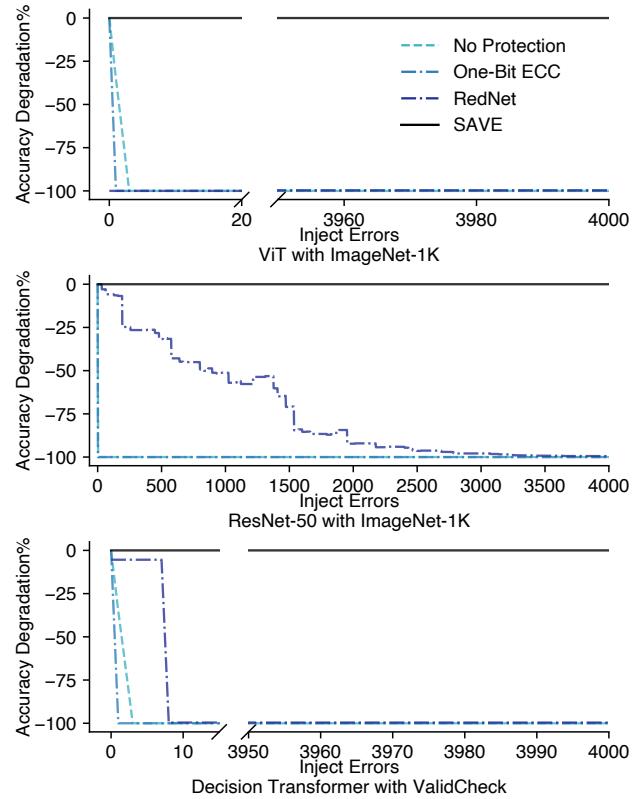 Accuracy Degradation%
0
−25
−50
−75
−100
No Protection
One-Bit ECC
RedNet
SAVE
0 20 3960 3980 4000
Inject Errors
ViT with ImageNet-1K
Accuracy Degradation%
0
−25
−50
−75
−100
0 500 1000 1500 2000 2500 3000 3500 4000
Inject Errors
ResNet-50 with ImageNet-1K
Accuracy Degradation%
0
−25
−50
−75
−100
0 10 3950 3960 3970 3980 3990 4000
Inject Errors
Decision Transformer with ValidCheck